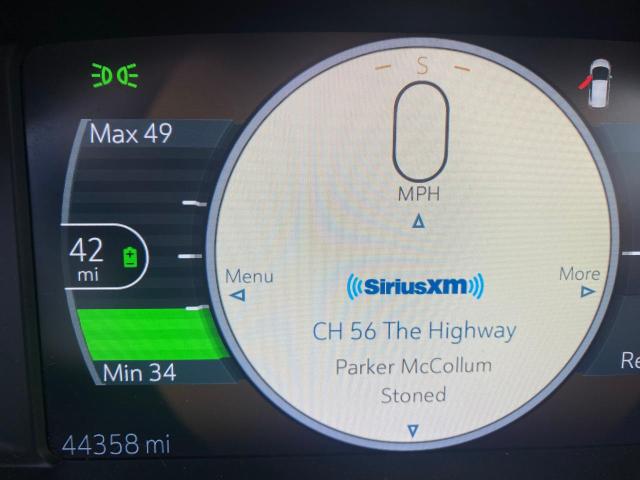 S
Max 49
0
MPH
42
mi
Menu
SiriusXM
More
CH 56 The Highway
Parker McCollum
Stoned
Min 34
Re
44358 mi